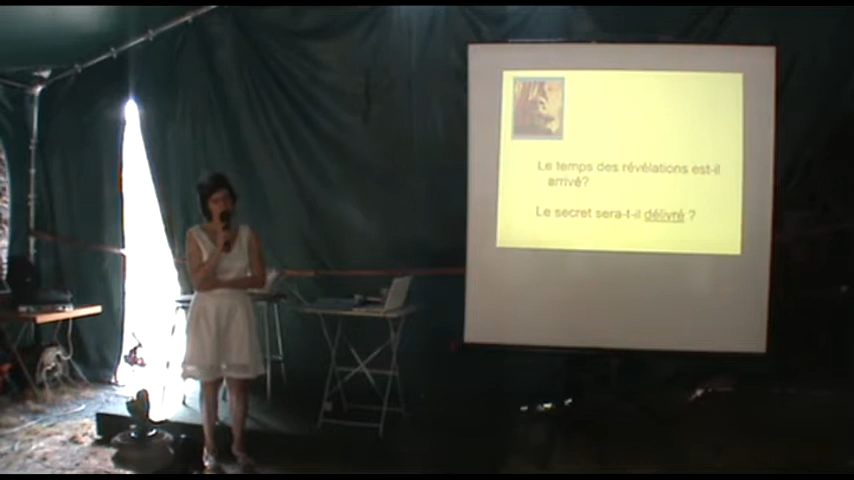 Le temps des révélations est-il
arrivé?
Le secret sera-t-il délivré ?